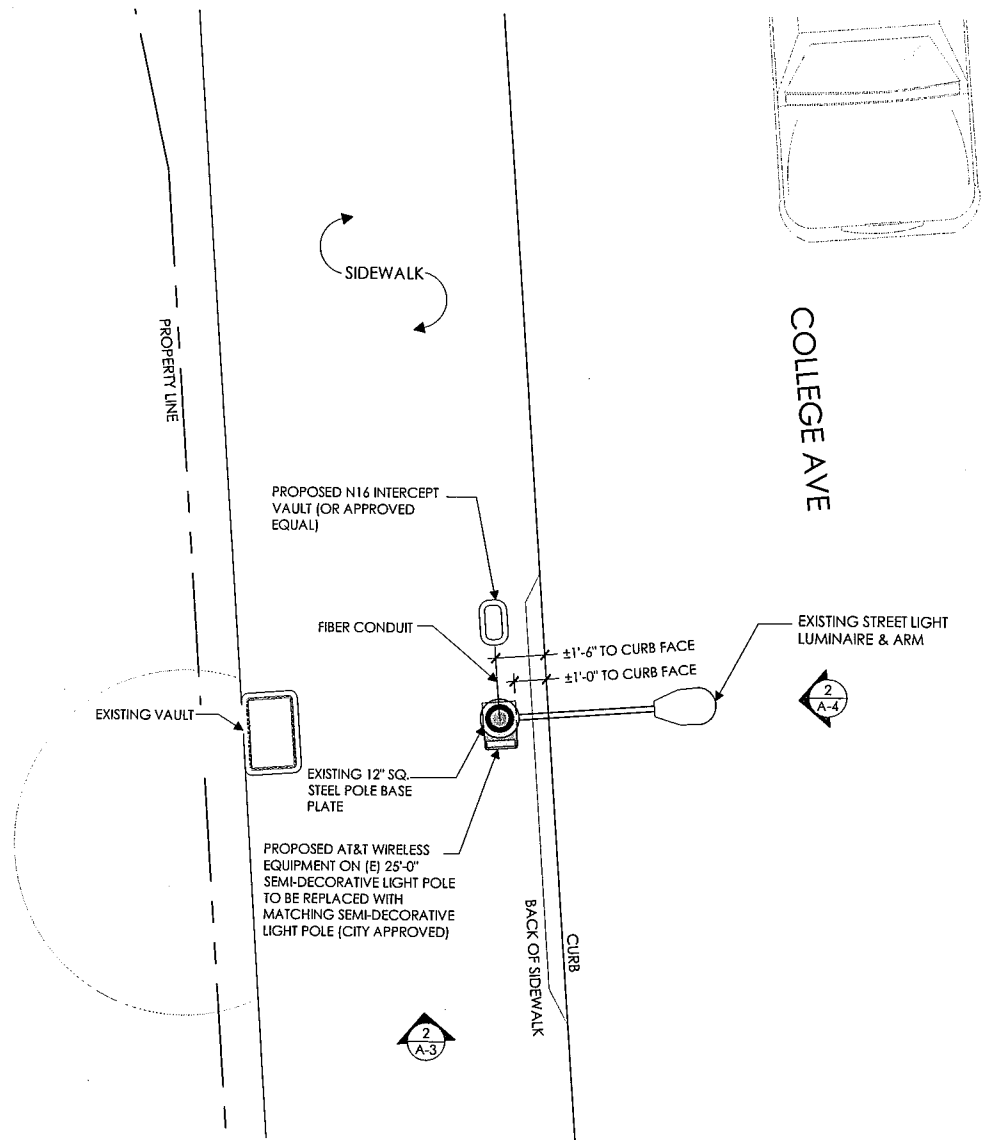 SIDEWALK
PROPERTY LINE
COLLEGE AVE
PROPOSED N16 INTERCEPT
VAULT (OR APPROVED
EQUAL)
FIBER CONDUIT
±1'-6" TO CURB FACE
±1'-0" TO CURB FACE
EXISTING STREET LIGHT
LUMINAIRE & ARM
2
A-4
EXISTING VAULT
EXISTING 12" SQ.
STEEL POLE BASE
PLATE
PROPOSED AT&T WIRELESS
EQUIPMENT ON (E) 25'-0"
SEMI-DECORATIVE LIGHT POLE
TO BE REPLACED WITH
MATCHING SEMI-DECORATIVE
LIGHT POLE (CITY APPROVED)
BACK OF SIDEWALK
CURB
2
A-3